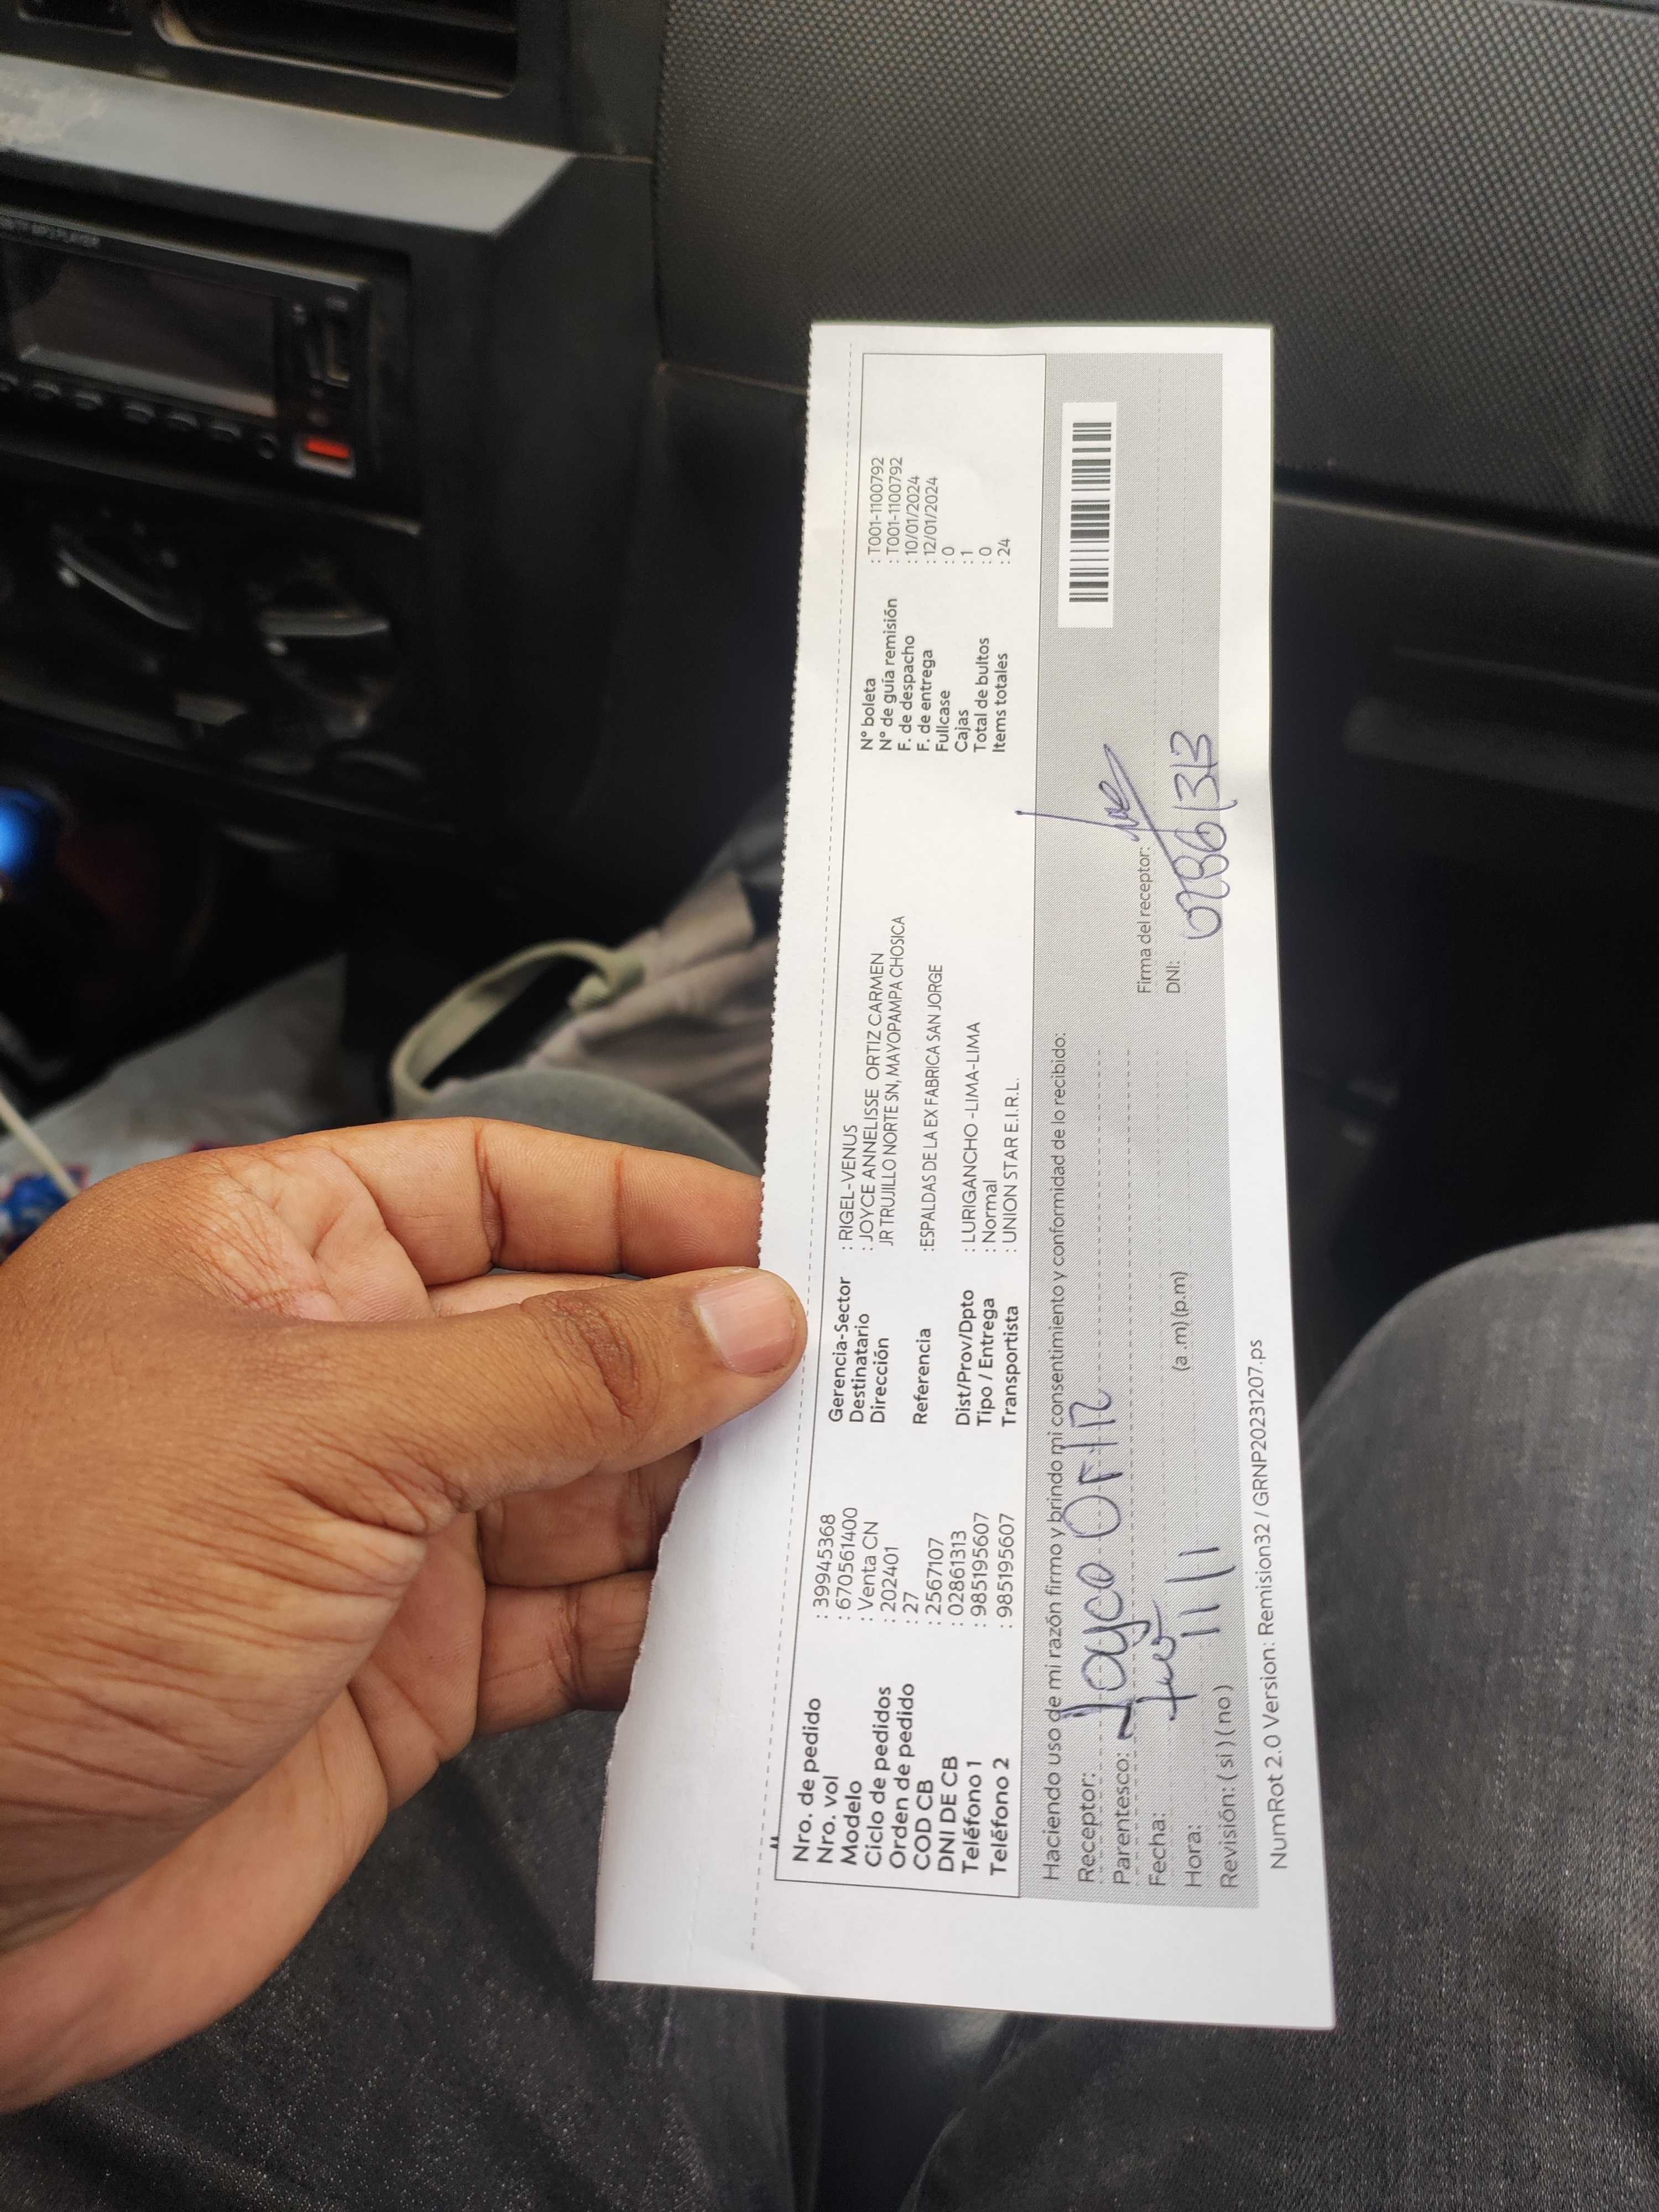 Nro. de pedido : 39945368
Nro. vol : 6705614​00
Modelo : Venta CN
Ciclo de pedidos : 202401
Orden de pedido : 27
COD CB : 2567107
DNI DE CB : 02861313
Teléfono 1 : 985195607
Teléfono 2 : 985195607
Gerencia-Sector : RIGEL-VENUS
Destinatario : JOYCE ANNELISSE ORTIZ CARMEN
Dirección JR TRUJILLO NORTE SN, MAYOPAMPA CHOSICA
Referencia :ESPALDAS DE LA EX FABRICA SAN JORGE
Dist/Prov/Dpto : LURIGANCHO -LIMA-LIMA
Tipo / Entrega : Normal
Transportista : UNION STAR E.I.R.L.
N° boleta : T001-1100792
N° de guía remisión : T001-1100792
F. de despacho : 10/01/2024
F. de entrega : 12/01/2024
Fullcase : 0
Cajas : 1
Total de bultos : 0
Items totales : 24
Haciendo uso de mi razón firmo y brindo mi consentimiento y conformidad de lo recibido:
Receptor: Joyce Ortiz
Parentesco:
Fecha:
Hora: 11 11 (a .m) (p.m)
Revisión: ( si ) ( no )
Firma del receptor:
DNI: 02861313
NumRot 2.0 Version: Remision32 / GRNP20231207.ps